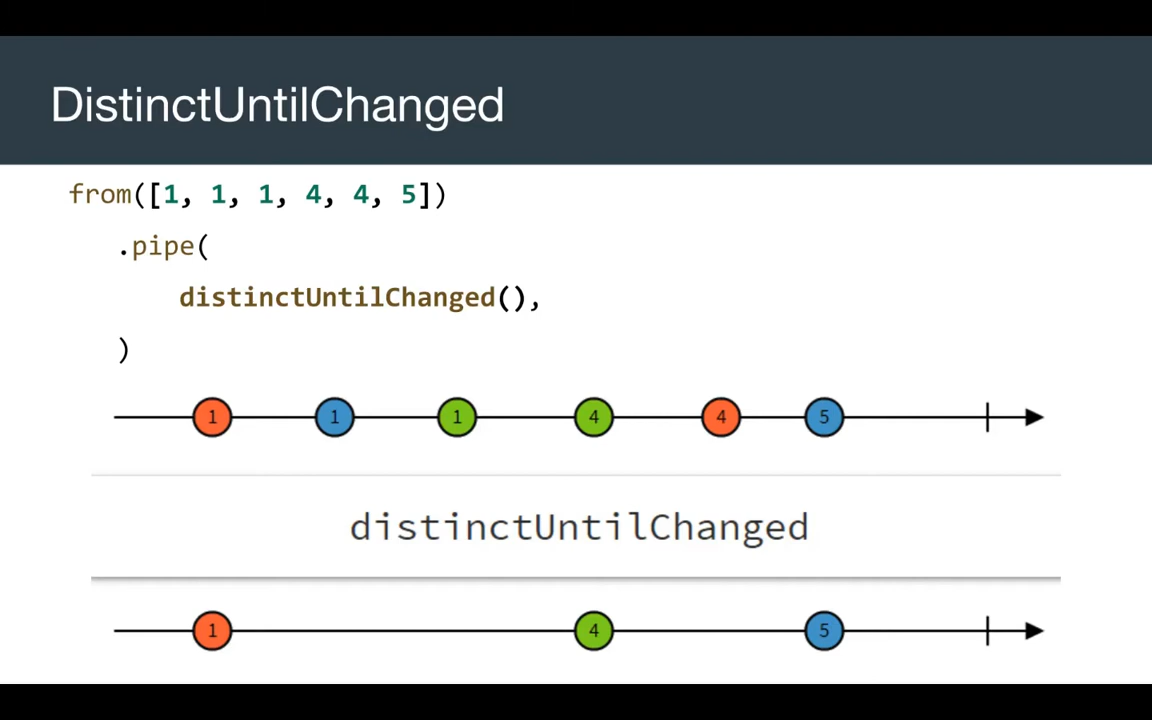 DistinctUntilChanged
from([1, 1, 1, 4, 4, 5])
.pipe(
distinctUntilChanged(),
)
1 1 1 4 4 5
distinctUntilChanged
1 4 5